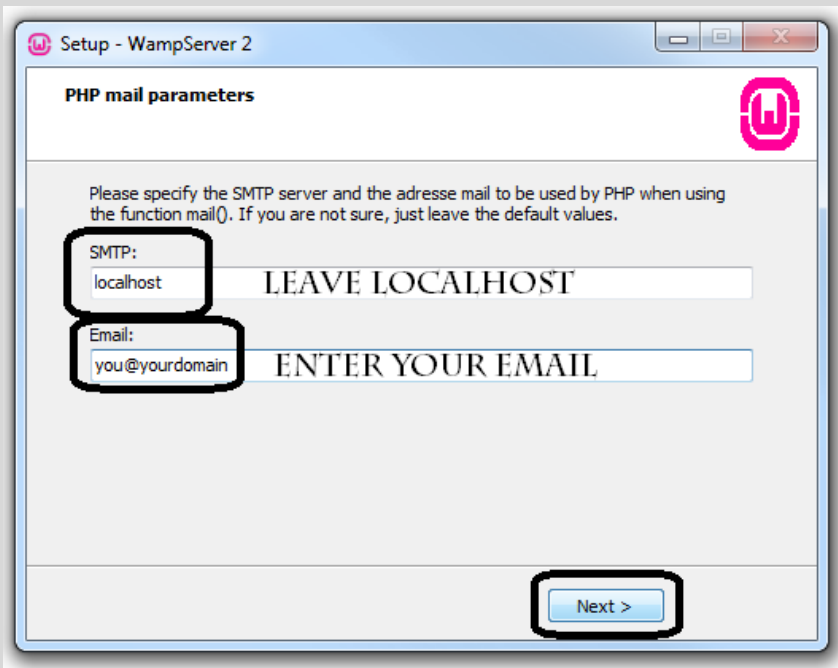 Setup - WampServer 2
PHP mail parameters
Please specify the SMTP server and the adresse mail to be used by PHP when using
the function mail(). If you are not sure, just leave the default values.
SMTP:
localhost LEAVE LOCALHOST
Email:
you@yourdomain ENTER YOUR EMAIL
Next >